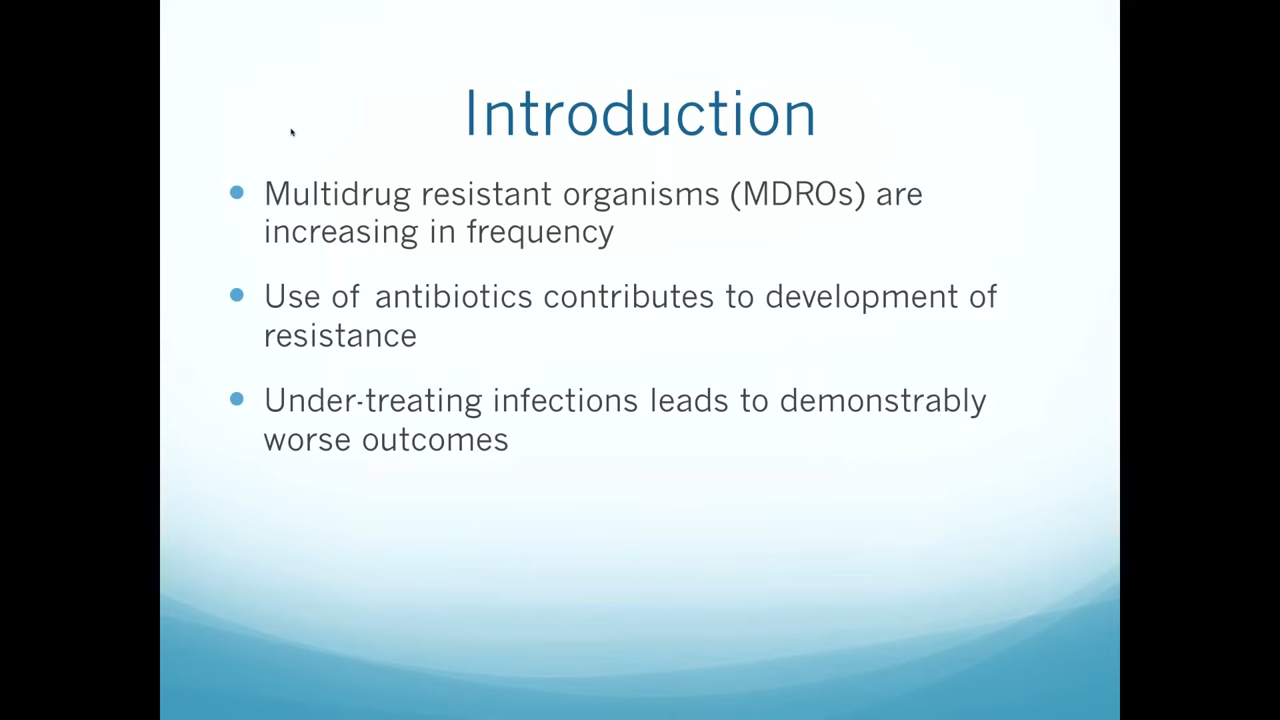 Introduction
Multidrug resistant organisms (MDROs) are
increasing in frequency
Use of antibiotics contributes to development of
resistance
Under-treating infections leads to demonstrably
worse outcomes